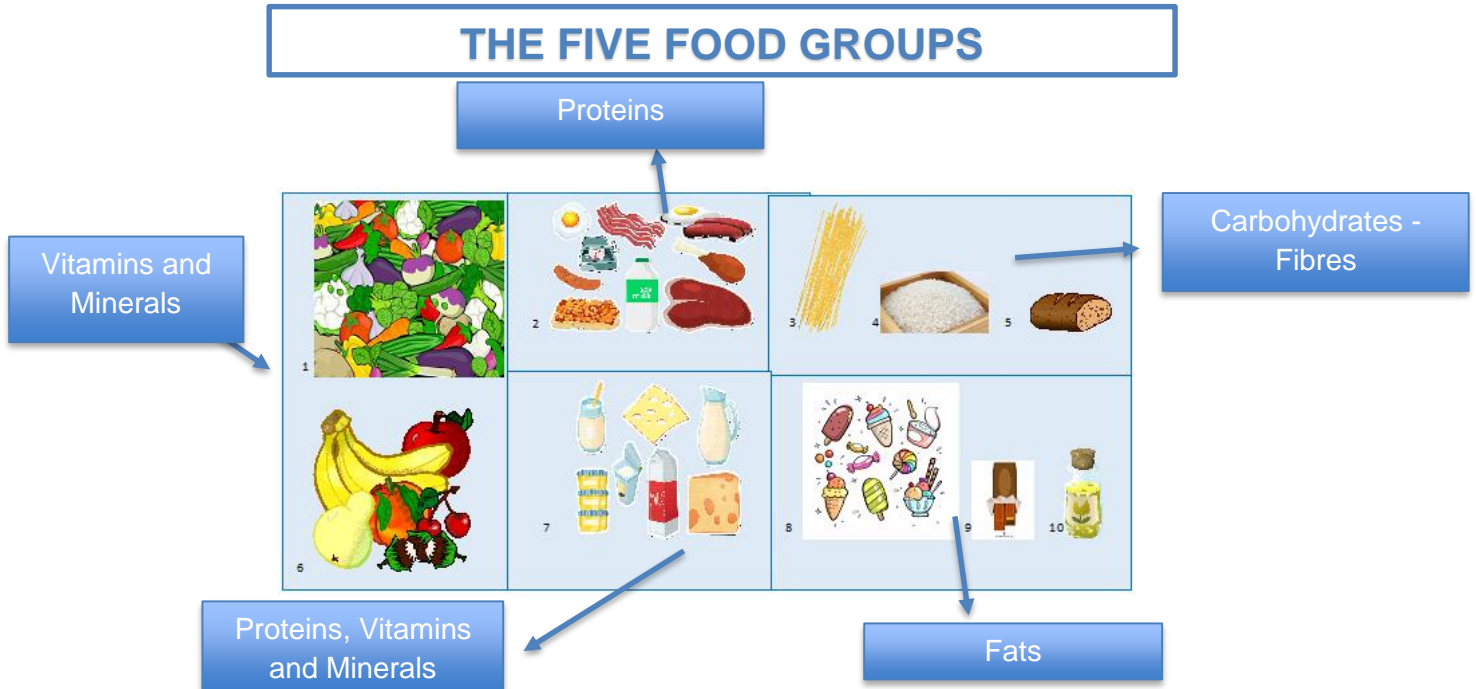 THE FIVE FOOD GROUPS
Proteins
Carbohydrates -
Fibres
Vitamins and
Minerals
1
2
3
4
5
6
7
8
9
10
Proteins, Vitamins
and Minerals
Fats